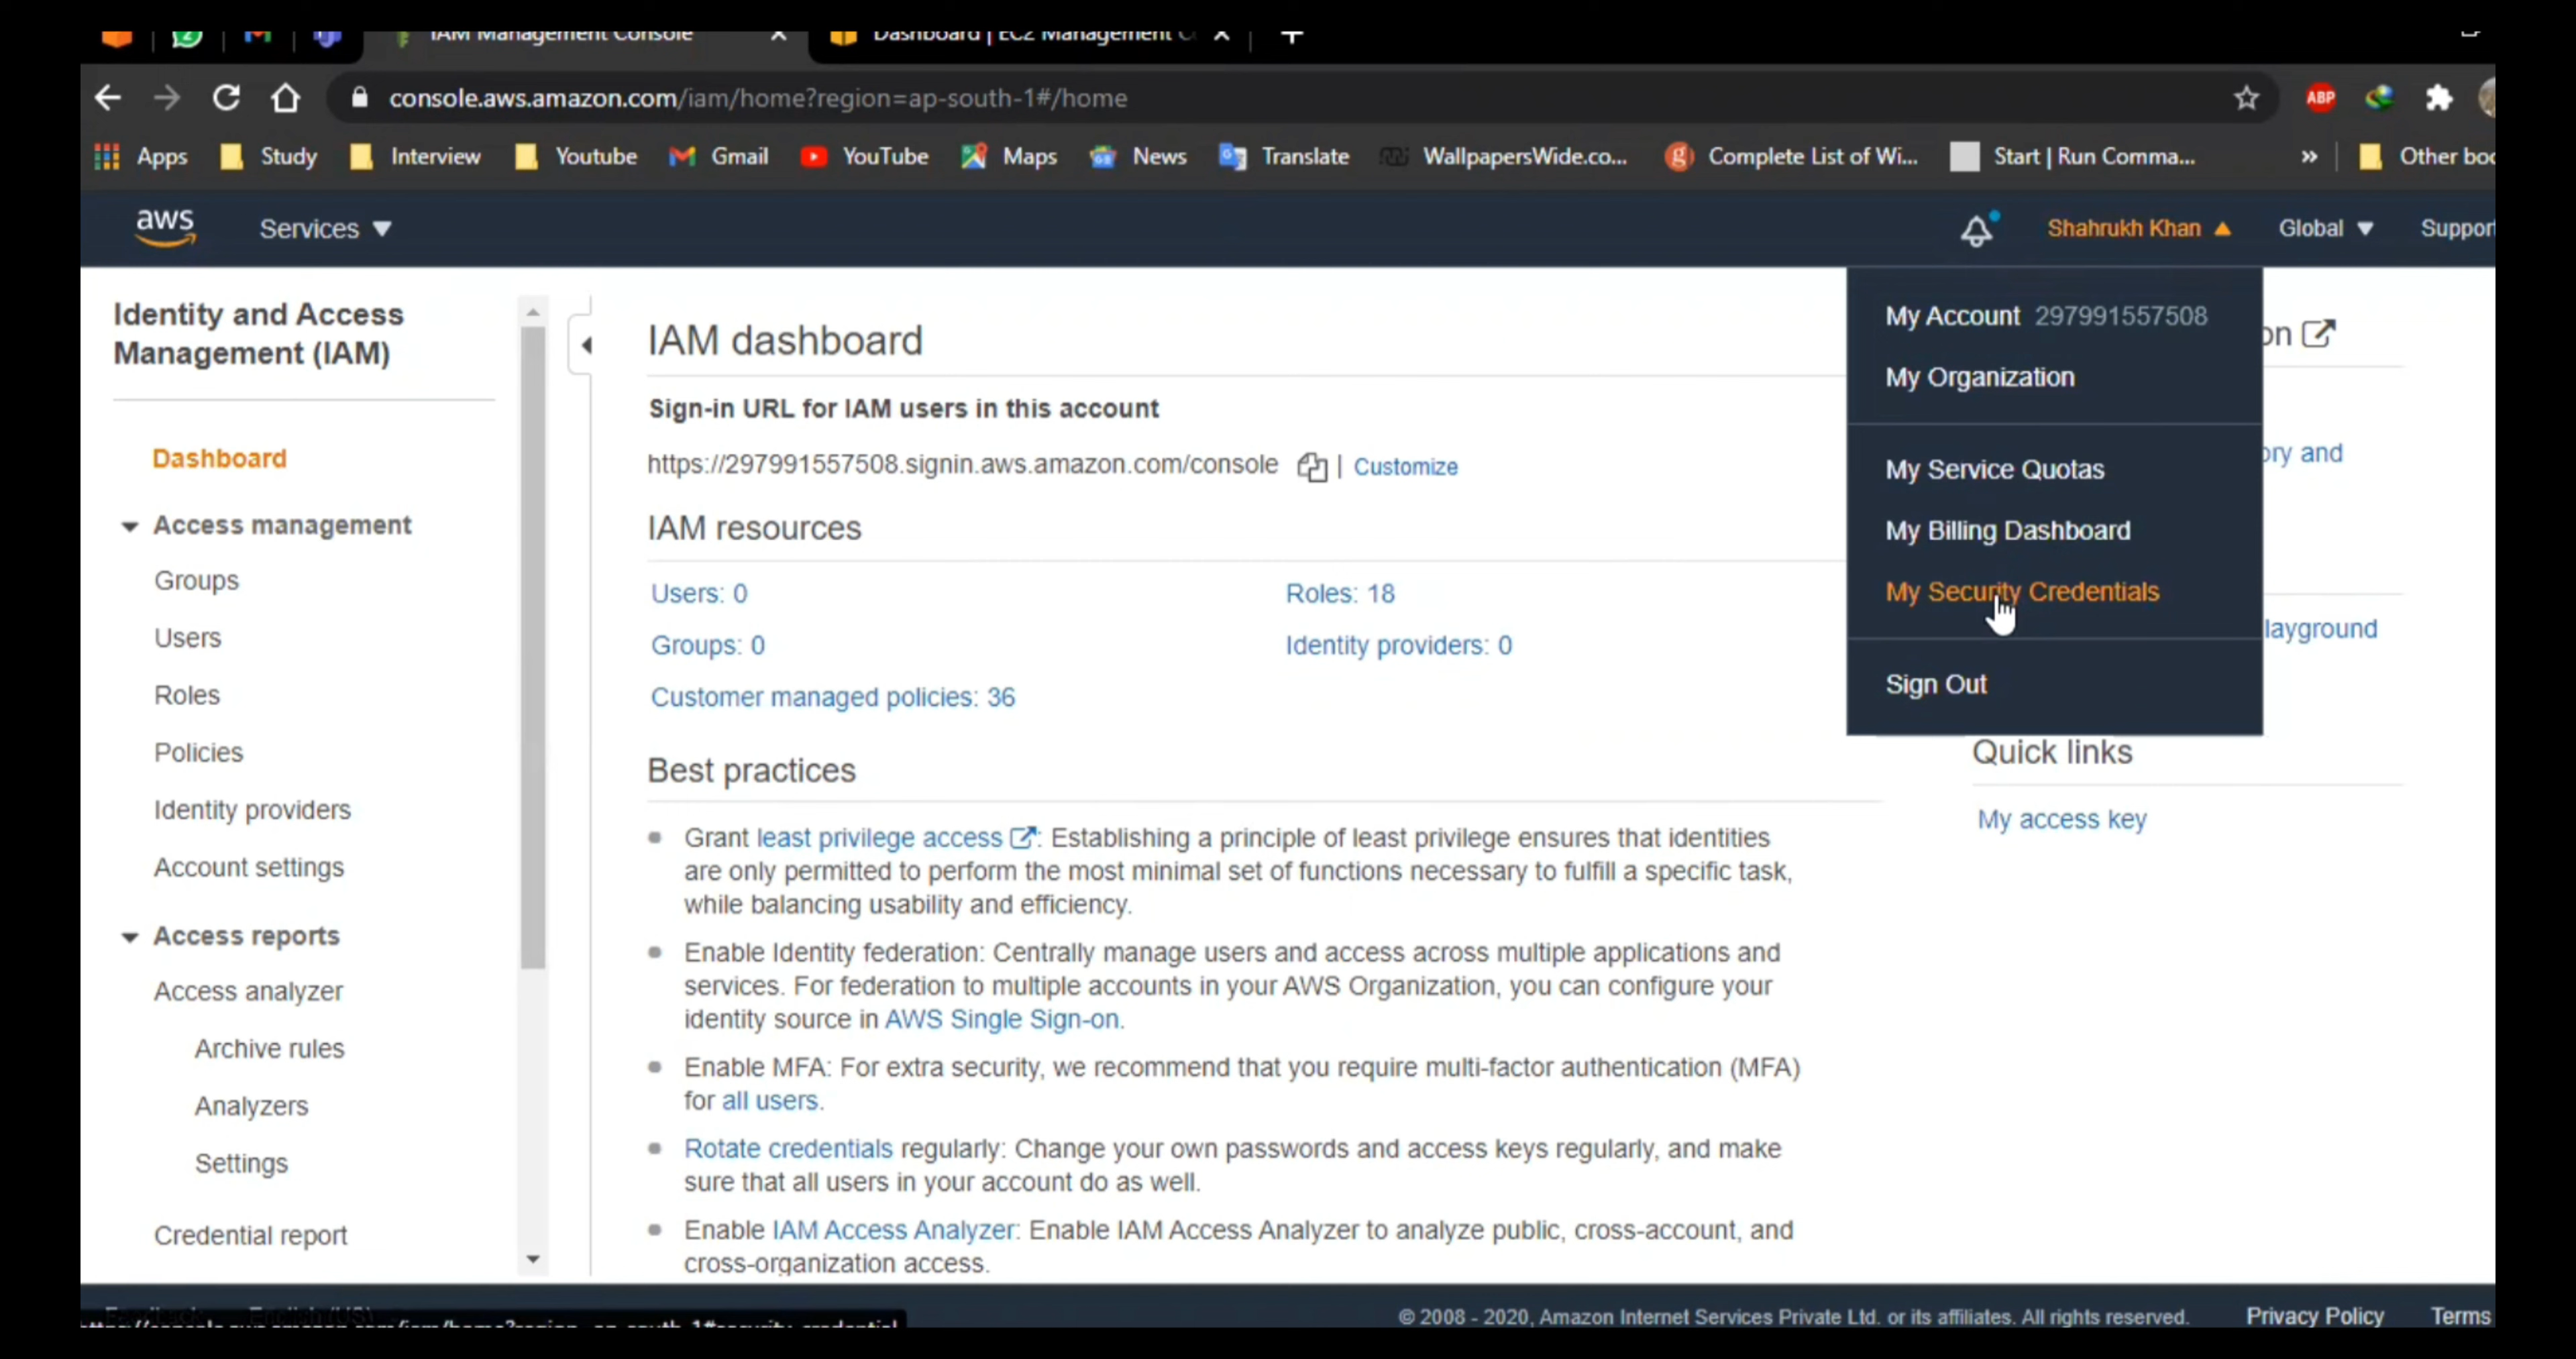 IAM Management Console
Dashboard | EC2 Management C
console.aws.amazon.com/iam/home?region=ap-south-1#/home
ABP
Apps
Study
Interview
Youtube
Gmail
YouTube
Maps
News
Translate
WallpapersWide.co...
Complete List of Wi...
Start | Run Comma...
»
Other boo
aws
Services
Shahrukh Khan
Global
Support
Identity and Access
Management (IAM)
Dashboard
Access management
Groups
Users
Roles
Policies
Identity providers
Account settings
Access reports
Access analyzer
Archive rules
Analyzers
Settings
Credential report
IAM dashboard
Sign-in URL for IAM users in this account
https://297991557508.signin.aws.amazon.com/console | Customize
IAM resources
Users: 0
Roles: 18
Groups: 0
Identity providers: 0
Customer managed policies: 36
Best practices
Grant least privilege access : Establishing a principle of least privilege ensures that identities
are only permitted to perform the most minimal set of functions necessary to fulfill a specific task,
while balancing usability and efficiency.
Enable Identity federation: Centrally manage users and access across multiple applications and
services. For federation to multiple accounts in your AWS Organization, you can configure your
identity source in AWS Single Sign-on.
Enable MFA: For extra security, we recommend that you require multi-factor authentication (MFA)
for all users.
Rotate credentials regularly: Change your own passwords and access keys regularly, and make
sure that all users in your account do as well.
Enable IAM Access Analyzer: Enable IAM Access Analyzer to analyze public, cross-account, and
cross-organization access.
My Account 297991557508
My Organization
My Service Quotas
My Billing Dashboard
My Security Credentials
Sign Out
on
ory and
layground
Quick links
My access key
English (US)
© 2008 - 2020, Amazon Internet Services Private Ltd. or its affiliates. All rights reserved.
Privacy Policy
Terms